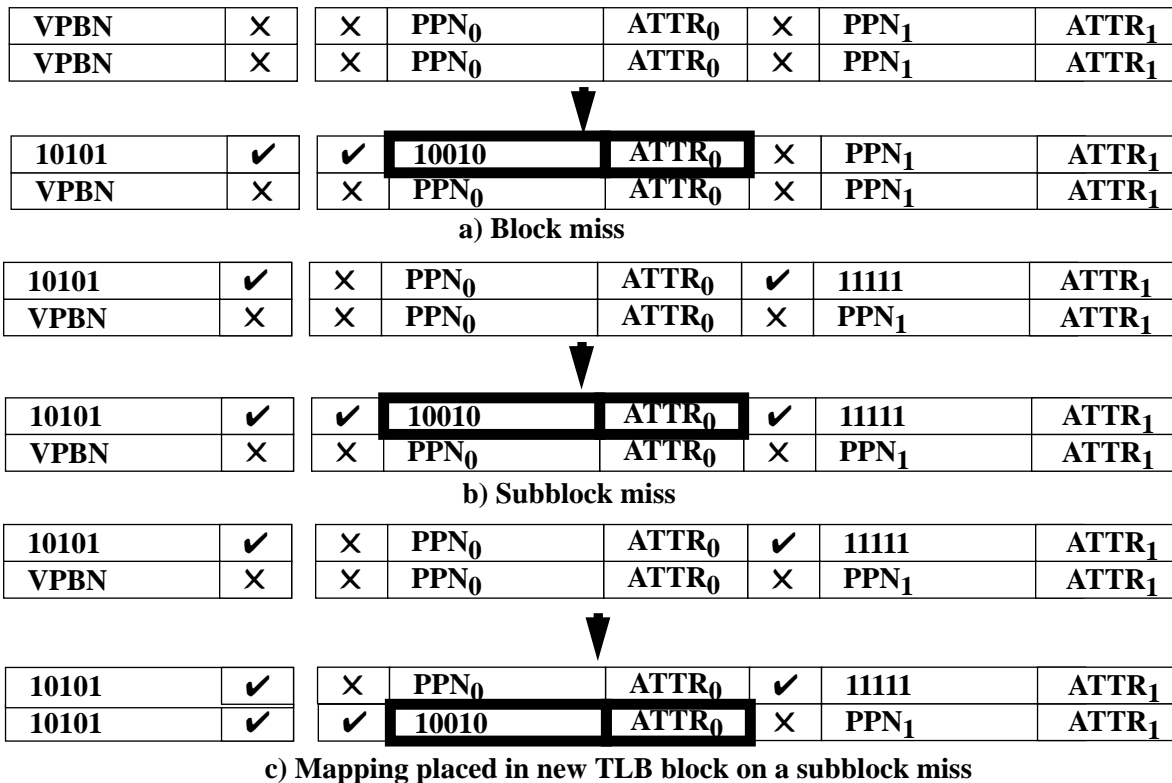 VPBN ✕ ✕ PPN0 ATTR0 ✕ PPN1 ATTR1
VPBN ✕ ✕ PPN0 ATTR0 ✕ PPN1 ATTR1
10101 ✔ ✔ 10010 ATTR0 ✕ PPN1 ATTR1
VPBN ✕ ✕ PPN0 ATTR0 ✕ PPN1 ATTR1
a) Block miss
10101 ✔ ✕ PPN0 ATTR0 ✔ 11111 ATTR1
VPBN ✕ ✕ PPN0 ATTR0 ✕ PPN1 ATTR1
10101 ✔ ✔ 10010 ATTR0 ✔ 11111 ATTR1
VPBN ✕ ✕ PPN0 ATTR0 ✕ PPN1 ATTR1
b) Subblock miss
10101 ✔ ✕ PPN0 ATTR0 ✔ 11111 ATTR1
VPBN ✕ ✕ PPN0 ATTR0 ✕ PPN1 ATTR1
10101 ✔ ✕ PPN0 ATTR0 ✔ 11111 ATTR1
10101 ✔ ✔ 10010 ATTR0 ✕ PPN1 ATTR1
c) Mapping placed in new TLB block on a subblock miss